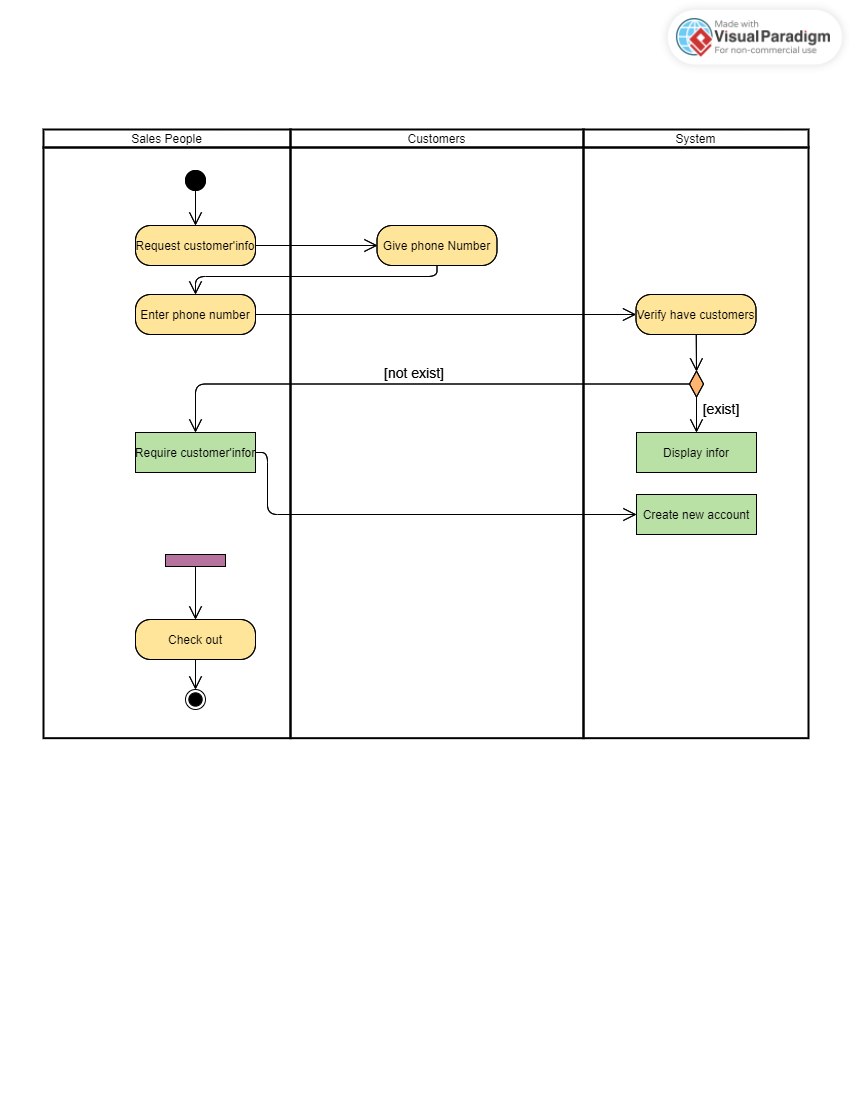 Made with
Visual Paradigm
For non-commercial use
Sales People
Customers
System
Request customer'info
Give phone Number
Enter phone number
Verify have customers
[not exist]
[exist]
Require customer'infor
Display infor
Create new account
Check out